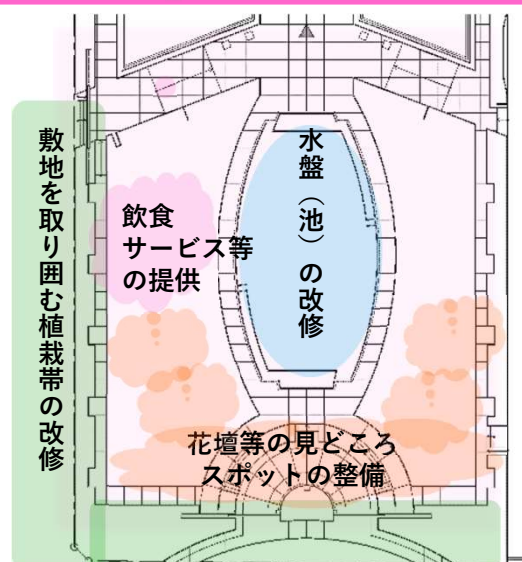 敷地を取り囲む植栽帯の改修
飲食
サービス等
の提供
水盤（池）の改修
花壇等の見どころ
スポットの整備